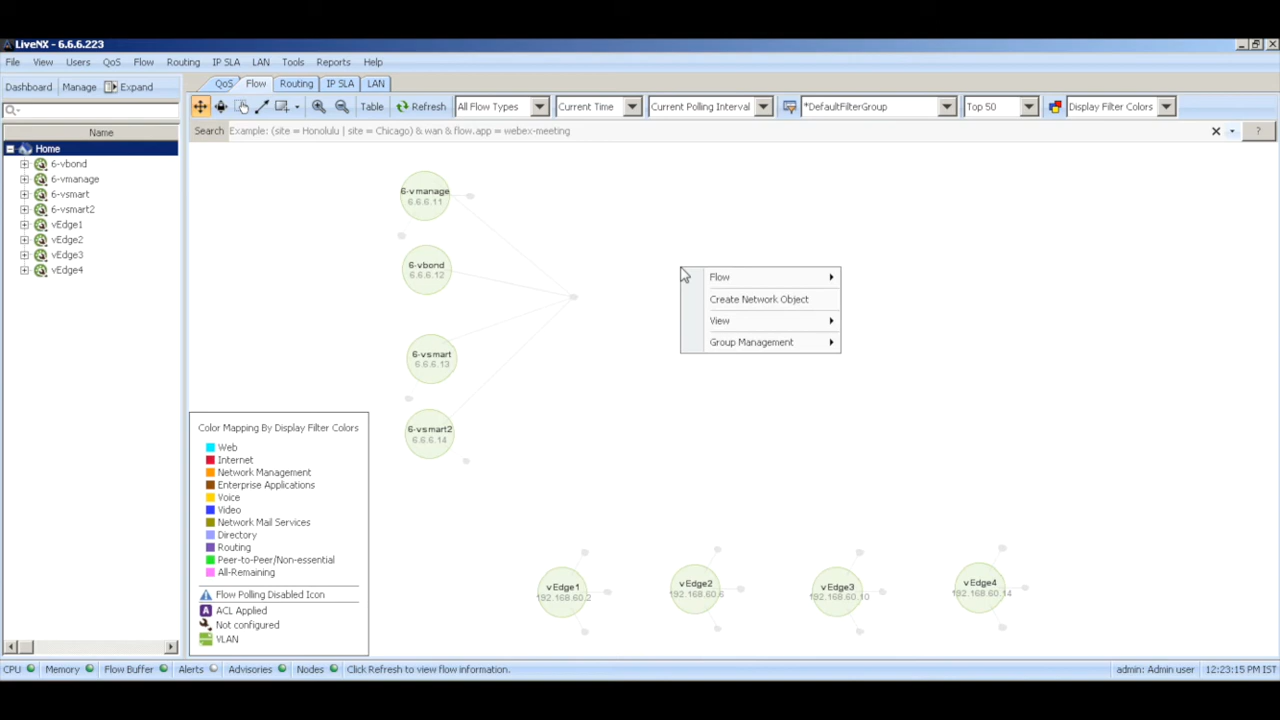 LiveNX - 6.6.6.223
File View Users QoS Flow Routing IP SLA LAN Tools Reports Help
Dashboard Manage Expand
QoS Flow Routing IP SLA LAN
Table Refresh All Flow Types Current Time Current Polling Interval *DefaultFilterGroup Top 50 Display Filter Colors
Search Example: (site = Honolulu | site = Chicago) & wan & flow.app = webex-meeting ?
Name
Home
6-vbond
6-vmanage
6-vsmart
6-vsmart2
vEdge1
vEdge2
vEdge3
vEdge4
6-vmanage
6.6.6.11
6-vbond
6.6.6.12
6-vsmart
6.6.6.13
6-vsmart2
6.6.6.14
Flow
Create Network Object
View
Group Management
Color Mapping By Display Filter Colors
Web
Internet
Network Management
Enterprise Applications
Voice
Video
Network Mail Services
Directory
Routing
Peer-to-Peer/Non-essential
All-Remaining
Flow Polling Disabled Icon
A ACL Applied
Not configured
VLAN
vEdge1
192.168.60.2
vEdge2
192.168.60.6
vEdge3
192.168.60.10
vEdge4
192.168.60.14
CPU Memory Flow Buffer Alerts Advisories Nodes Click Refresh to view flow information. admin: Admin user 12:23:15 PM IST